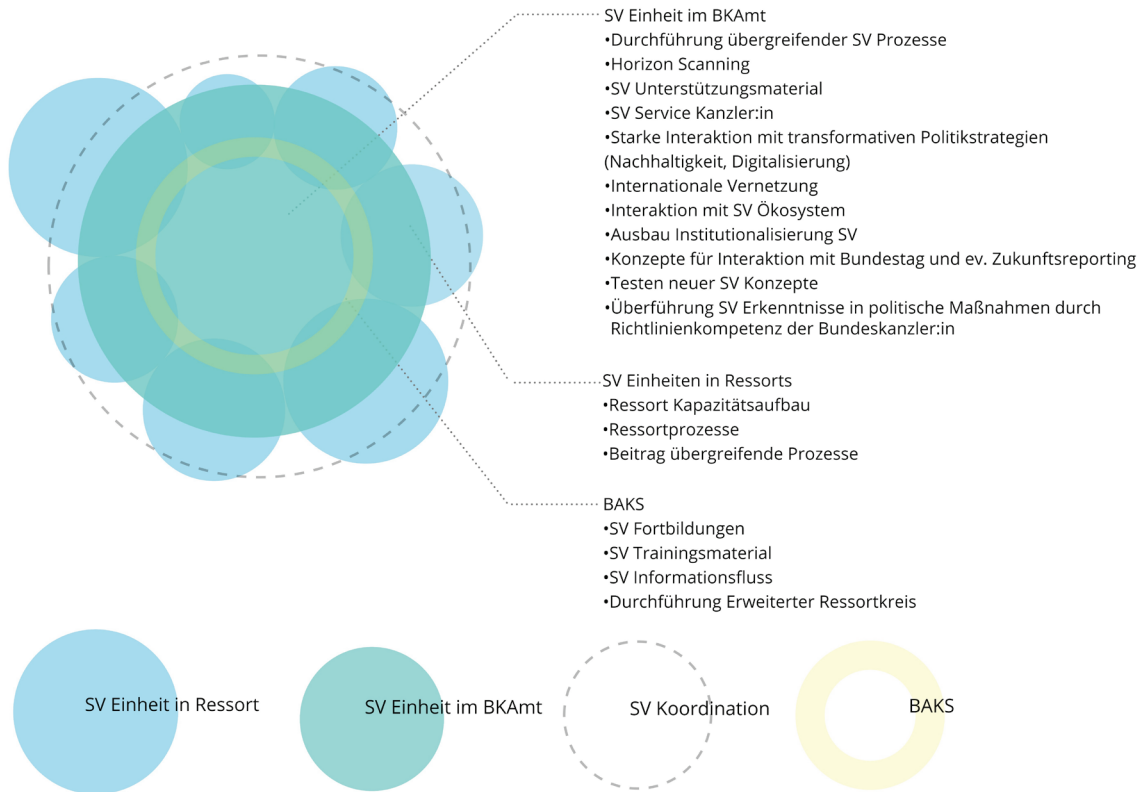 SV Einheit im BKAmt
•Durchführung übergreifender SV Prozesse
•Horizon Scanning
•SV Unterstützungsmaterial
•SV Service Kanzler:in
•Starke Interaktion mit transformativen Politikstrategien
(Nachhaltigkeit, Digitalisierung)
•Internationale Vernetzung
•Interaktion mit SV Ökosystem
•Ausbau Institutionalisierung SV
•Konzepte für Interaktion mit Bundestag und ev. Zukunftsreporting
•Testen neuer SV Konzepte
•Überführung SV Erkenntnisse in politische Maßnahmen durch
Richtlinienkompetenz der Bundeskanzler:in
SV Einheiten in Ressorts
•Ressort Kapazitätsaufbau
•Ressortprozesse
•Beitrag übergreifende Prozesse
BAKS
•SV Fortbildungen
•SV Trainingsmaterial
•SV Informationsfluss
•Durchführung Erweiterter Ressortkreis
SV Einheit in Ressort
SV Einheit im BKAmt
SV Koordination
BAKS